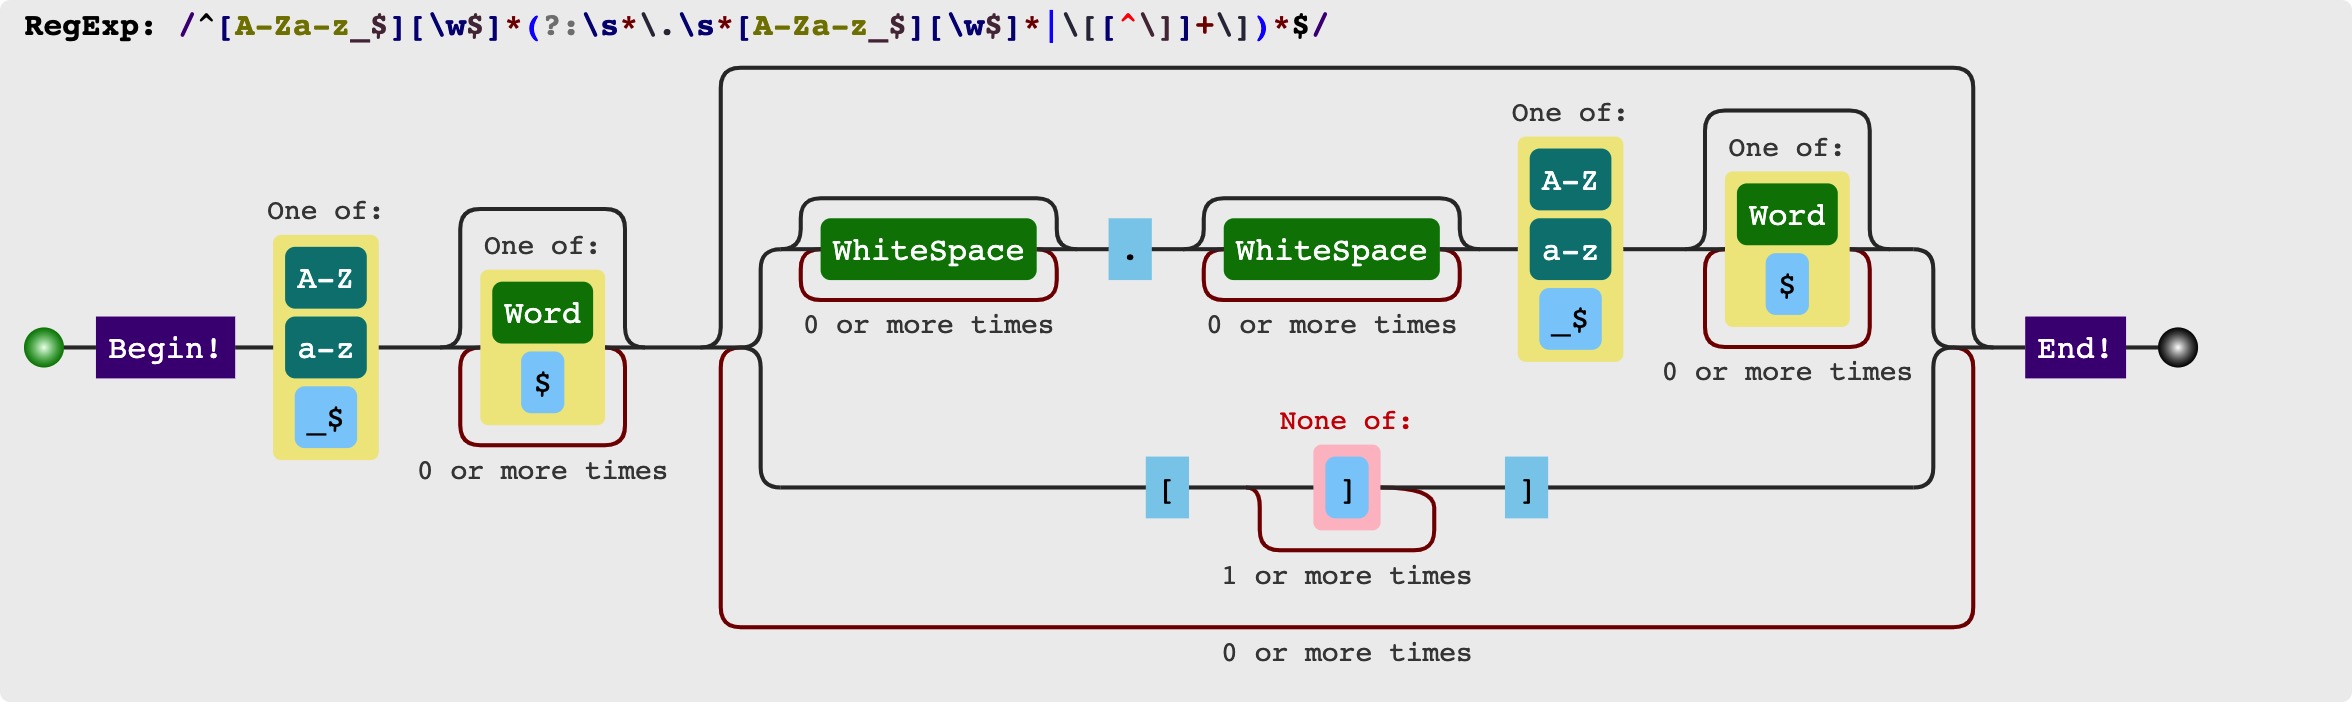 RegExp: /^[A-Za-z_$][\w$]*(?:\s*\.\s*[A-Za-z_$][\w$]*|\[[^\]]+\])*$/
One of:
A-Z
a-z
_$
Begin!
One of:
Word
$
0 or more times
WhiteSpace
0 or more times
.
WhiteSpace
0 or more times
One of:
A-Z
a-z
_$
One of:
Word
$
0 or more times
None of:
[
]
]
1 or more times
0 or more times
End!